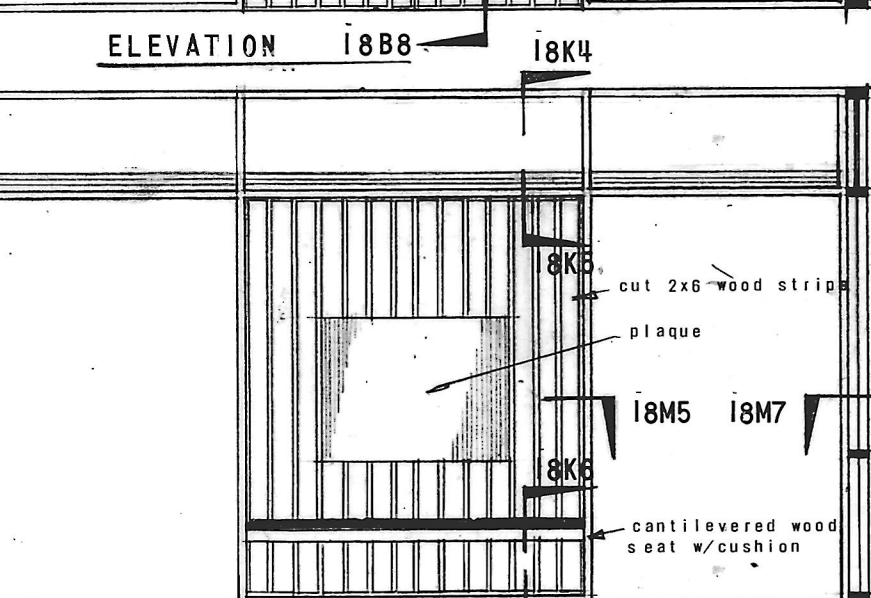 ELEVATION 18B8
18K4
18K5
cut 2x6 wood strips
plaque
18M5 18M7
18K6
cantilevered wood
seat w/cushion